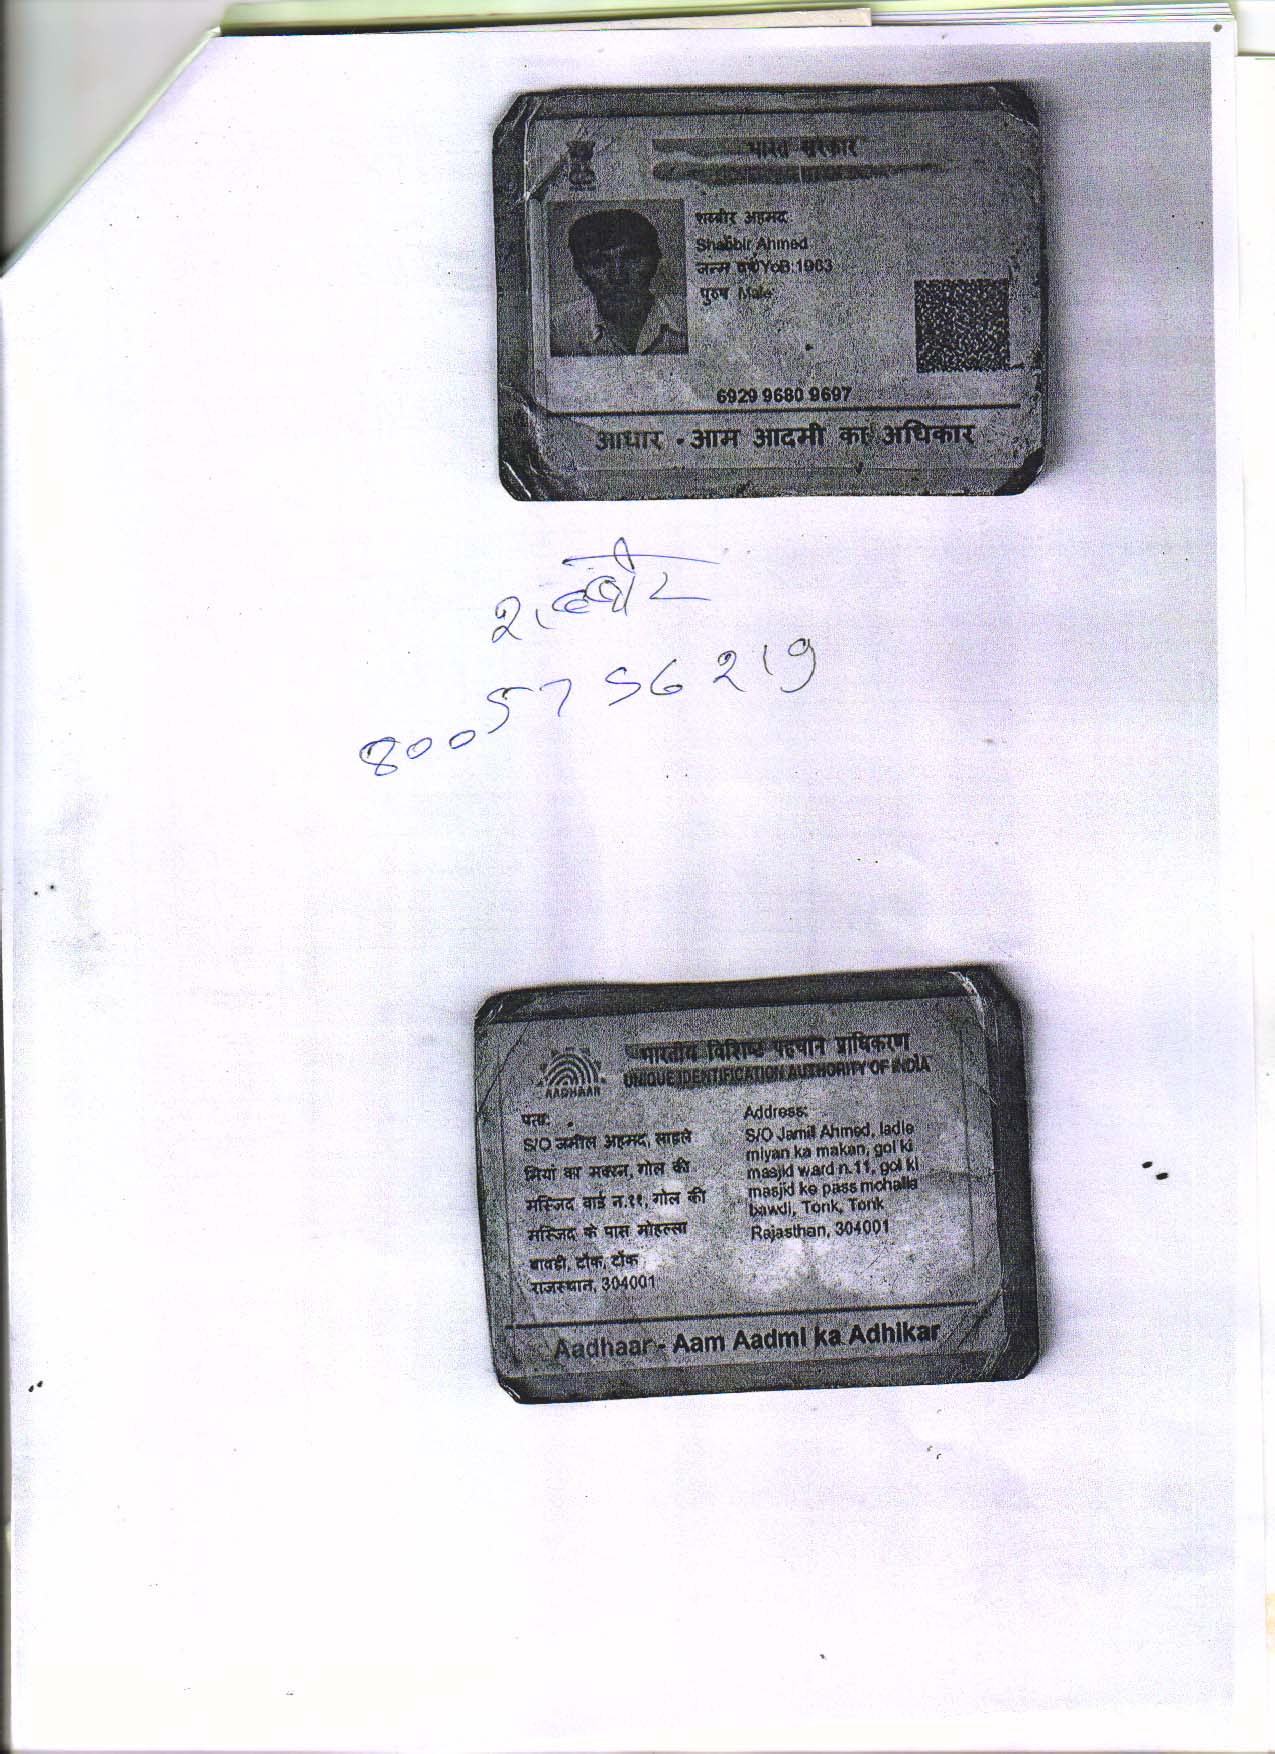 भारत सरकार
शब्बीर अहमद
Shabbir Ahmed
जन्म वर्ष/YoB:1963
पुरुष Male
6929 9680 9697
आधार - आम आदमी का अधिकार
शब्बीर
8005756219
भारतीय विशिष्ट पहचान प्राधिकरण
UNIQUE IDENTIFICATION AUTHORITY OF INDIA
AADHAAR
पता:
S/O जमील अहमद, लाडले
मियां का मकान, गोल की
मस्जिद वार्ड न.११, गोल की
मस्जिद के पास मोहल्ला
बावडी, टोंक, टोंक
राजस्थान, 304001
Address:
S/O Jamil Ahmed, ladle
miyan ka makan, gol ki
masjid ward n.11, gol ki
masjid ke pass mohalla
bawdi, Tonk, Tonk
Rajasthan, 304001
Aadhaar - Aam Aadmi ka Adhikar